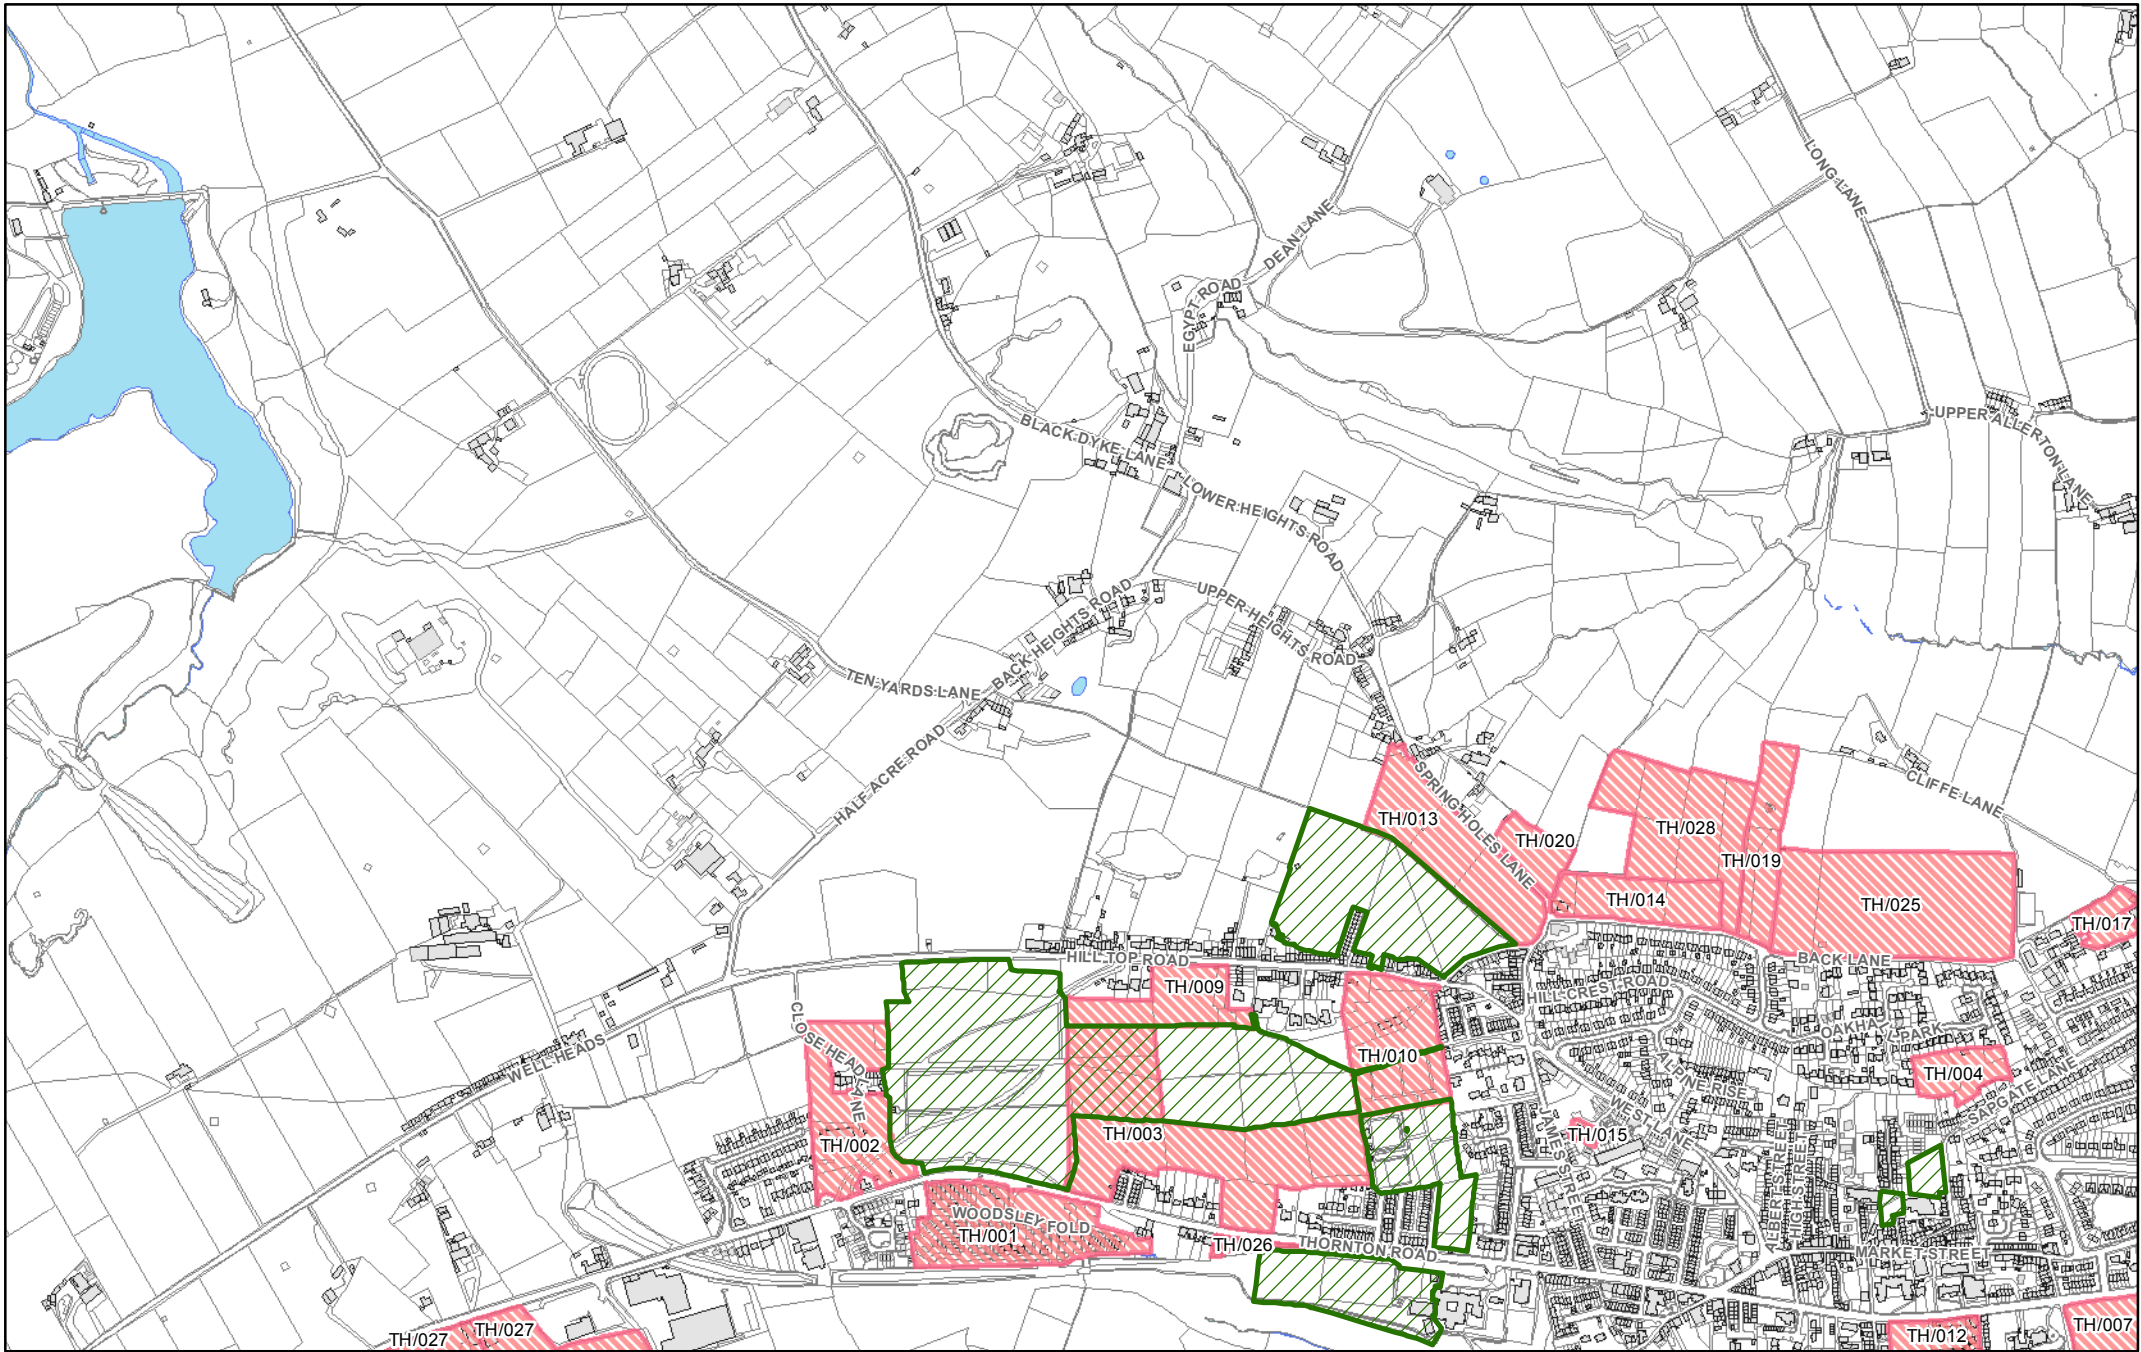 LONG LANE
DEAN LANE
EGYPT ROAD
UPPER ALLERTON LANE
BLACK DYKE LANE
LOWER HEIGHTS ROAD
UPPER HEIGHTS ROAD
BACK HEIGHTS ROAD
TEN YARDS LANE
HALF ACRE ROAD
SPRING HOLES LANE
CLIFFE LANE
TH/013
TH/020
TH/028
TH/019
TH/014
TH/025
TH/017
HILL TOP ROAD
BACK LANE
TH/009
HILL CREST ROAD
OAKHALL PARK
CLOSE HEAD LANE
WELL HEADS
TH/010
ALPINE RISE
TH/004
SAPGATE LANE
WEST LANE
JAMES STREET
TH/002
TH/003
TH/015
ALBERT STREET
HIGH STREET
WOODSLEY FOLD
TH/001
TH/026
THORNTON ROAD
MARKET STREET
TH/027
TH/027
TH/012
TH/007